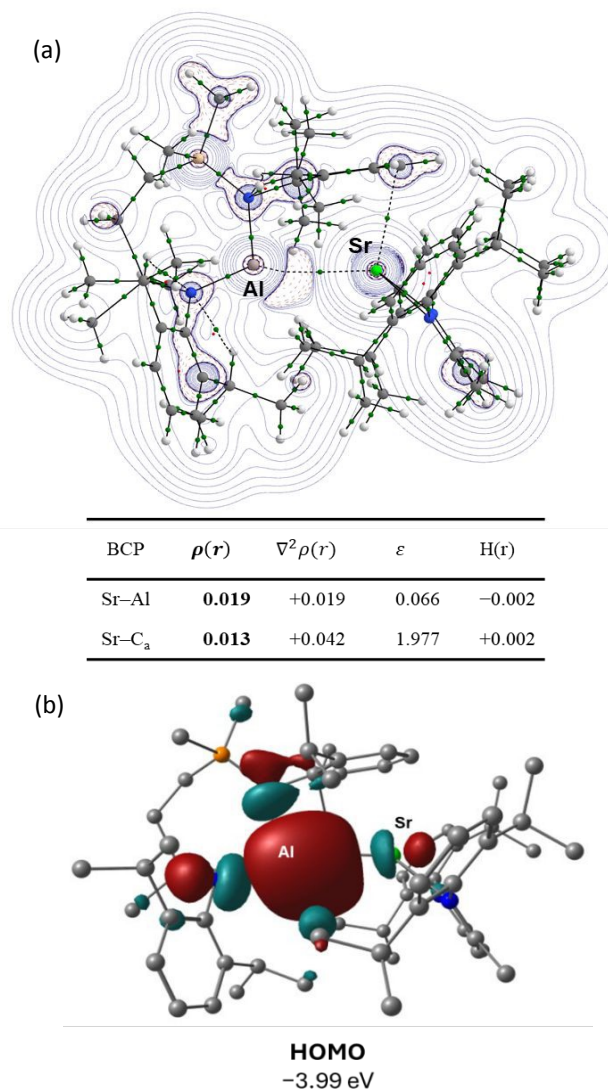 (a)
Sr
Al
BCP ρ(r) ∇²ρ(r) ε H(r)
Sr–Al 0.019 +0.019 0.066 −0.002
Sr–Cₐ 0.013 +0.042 1.977 +0.002
(b)
Sr
Al
HOMO
−3.99 eV